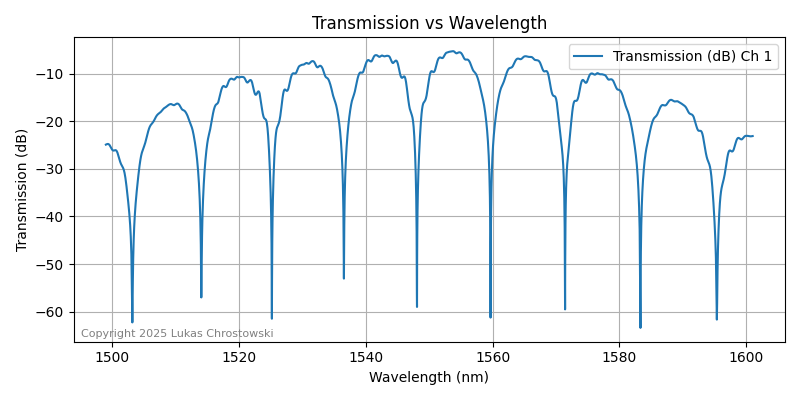 Transmission vs Wavelength
Transmission (dB) Ch 1
−10
−20
−30
−40
−50
−60
Transmission (dB)
Copyright 2025 Lukas Chrostowski
1500 1520 1540 1560 1580 1600
Wavelength (nm)